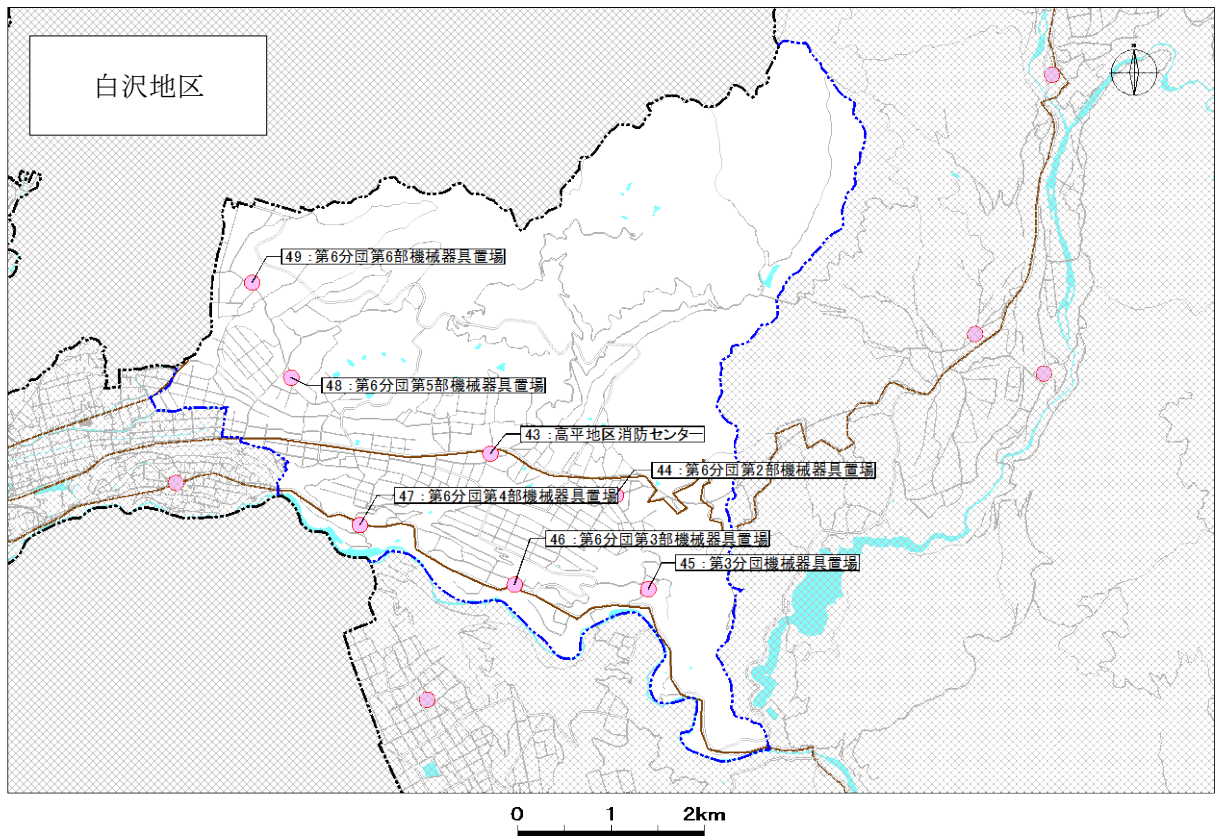 白沢地区
49：第6分団第6部機械器具置場
48：第6分団第5部機械器具置場
43：高平地区消防センター
44：第6分団第2部機械器具置場
47：第6分団第4部機械器具置場
46：第6分団第3部機械器具置場
45：第3分団機械器具置場
0 1 2km